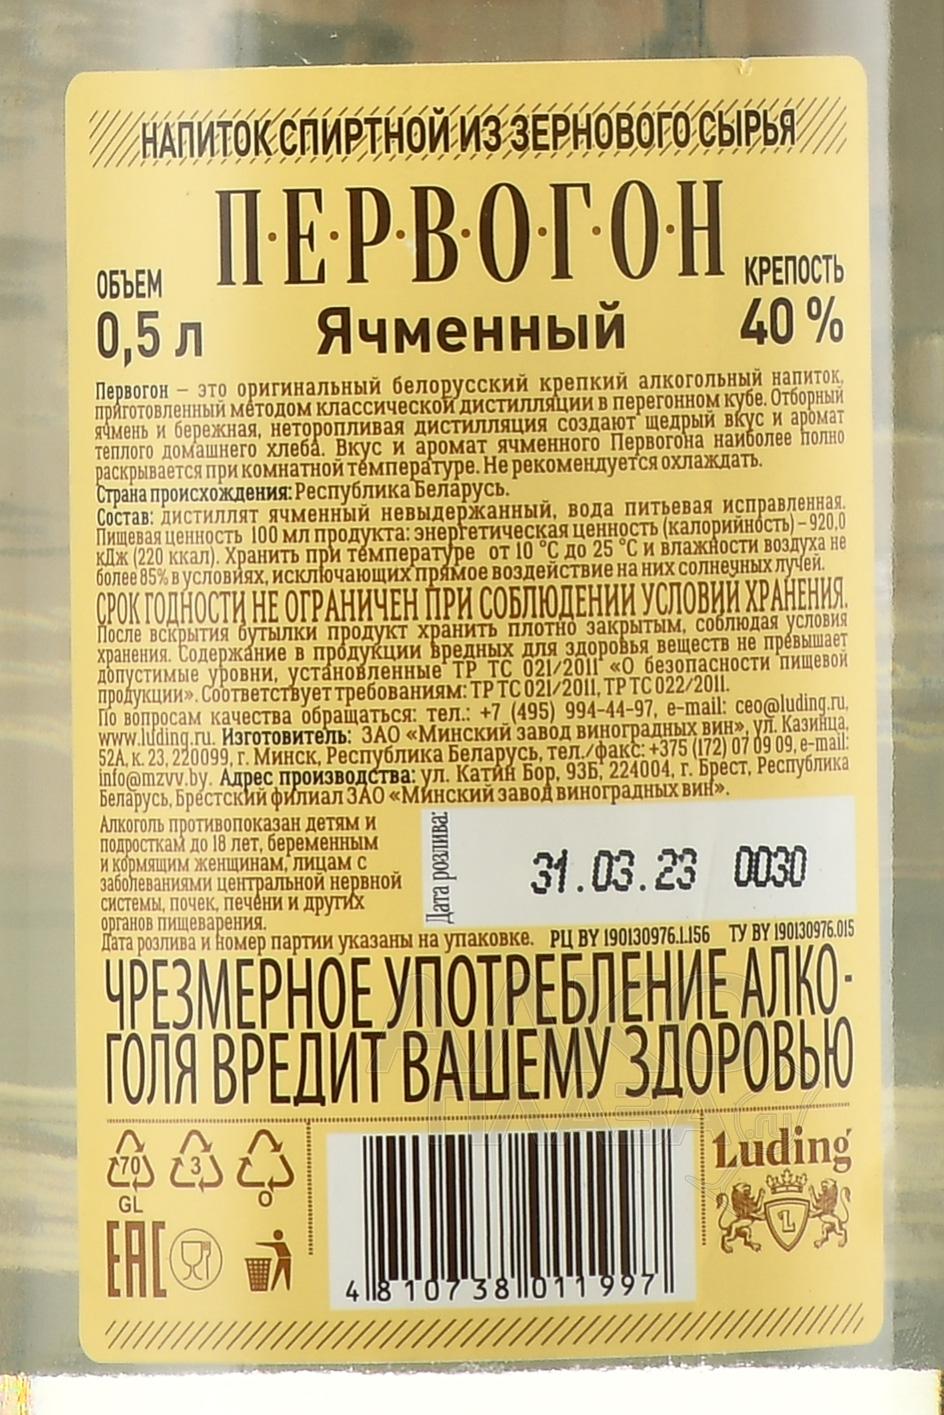 НАПИТОК СПИРТНОЙ ИЗ ЗЕРНОВОГО СЫРЬЯ
П·Е·Р·В·О·Г·О·Н
ОБЪЕМ
0,5 л
Ячменный
КРЕПОСТЬ
40 %
Первогон – это оригинальный белорусский крепкий алкогольный напиток,
приготовленный методом классической дистилляции в перегонном кубе. Отборный
ячмень и бережная, неторопливая дистилляция создают щедрый вкус и аромат
теплого домашнего хлеба. Вкус и аромат ячменного Первогона наиболее полно
раскрывается при комнатной температуре. Не рекомендуется охлаждать.
Страна происхождения: Республика Беларусь.
Состав: дистиллят ячменный невыдержанный, вода питьевая исправленная.
Пищевая ценность 100 мл продукта: энергетическая ценность (калорийность) – 920,0
кДж (220 ккал). Хранить при температуре от 10 °С до 25 °С и влажности воздуха не
более 85% в условиях, исключающих прямое воздействие на них солнечных лучей.
СРОК ГОДНОСТИ НЕ ОГРАНИЧЕН ПРИ СОБЛЮДЕНИИ УСЛОВИЙ ХРАНЕНИЯ.
После вскрытия бутылки продукт хранить плотно закрытым, соблюдая условия
хранения. Содержание в продукции вредных для здоровья веществ не превышает
допустимые уровни, установленные ТР ТС 021/2011 «О безопасности пищевой
продукции». Соответствует требованиям: ТР ТС 021/2011, ТР ТС 022/2011.
По вопросам качества обращаться: тел.: +7 (495) 994-44-97, e-mail: ceo@luding.ru,
www.luding.ru. Изготовитель: ЗАО «Минский завод виноградных вин», ул. Казинца,
52А, к. 23, 220099, г. Минск, Республика Беларусь, тел./факс: +375 (172) 07 09 09, e-mail:
info@mzvv.by. Адрес производства: ул. Катин Бор, 93Б, 224004, г. Брест, Республика
Беларусь, Брестский филиал ЗАО «Минский завод виноградных вин».
Алкоголь противопоказан детям и
подросткам до 18 лет, беременным
и кормящим женщинам, лицам с
заболеваниями центральной нервной
системы, почек, печени и других
органов пищеварения.
Дата розлива:
31.03.23 0030
Дата розлива и номер партии указаны на упаковке. РЦ BY 190130976.1.156 ТУ BY 190130976.015
ЧРЕЗМЕРНОЕ УПОТРЕБЛЕНИЕ АЛКО-
ГОЛЯ ВРЕДИТ ВАШЕМУ ЗДОРОВЬЮ
70
GL
3
O
EAC
4 810738 011997
Luding
L